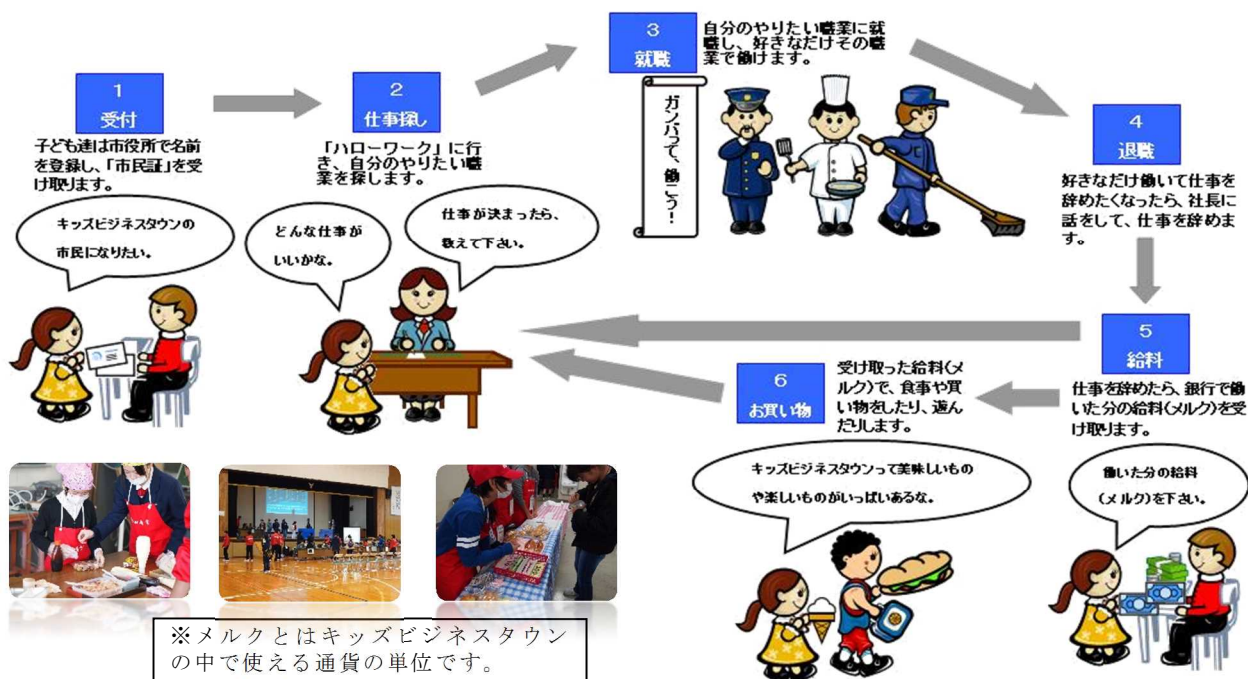 1
受付
子ども達は市役所で名前
を登録し、「市民証」を受
け取ります。
キッズビジネスタウンの
市民になりたい。
2
仕事探し
「ハローワーク」に行
き、自分のやりたい職
業を探します。
どんな仕事が
いいかな。
仕事が決まったら、
教えて下さい。
3
就職
自分のやりたい職業に就
職し、好きなだけその職
業で働けます。
ガンバって、働こう！
4
退職
好きなだけ働いて仕事を
辞めたくなったら、社長に
話をして、仕事を辞めま
す。
5
給料
仕事を辞めたら、銀行で働
いた分の給料(メルク)を受
け取ります。
働いた分の給料
(メルク)を下さい。
6
お買い物
受け取った給料(メ
ルク)で、食事や買
い物をしたり、遊ん
だりします。
キッズビジネスタウンって美味しいもの
や楽しいものがいっぱいあるな。
※メルクとはキッズビジネスタウン
の中で使える通貨の単位です。